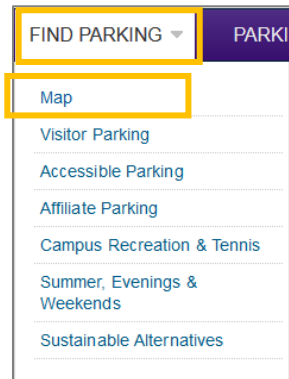 FIND PARKING PARKI
Map
Visitor Parking
Accessible Parking
Affiliate Parking
Campus Recreation & Tennis
Summer, Evenings &
Weekends
Sustainable Alternatives